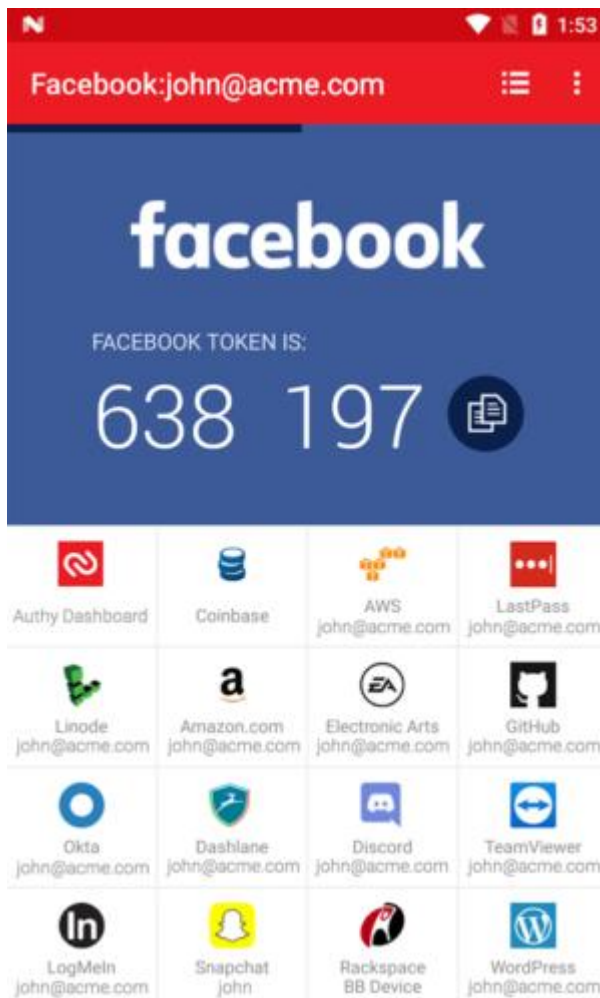 1:53
Facebook:john@acme.com
facebook
FACEBOOK TOKEN IS:
638 197
Authy Dashboard
Coinbase
AWS
john@acme.com
LastPass
john@acme.com
Linode
john@acme.com
a
Amazon.com
john@acme.com
EA
Electronic Arts
john@acme.com
GitHub
john@acme.com
Okta
john@acme.com
Dashlane
john@acme.com
Discord
john@acme.com
TeamViewer
john@acme.com
In
LogMeIn
john@acme.com
Snapchat
john
Rackspace
BB Device
W
WordPress
john@acme.com